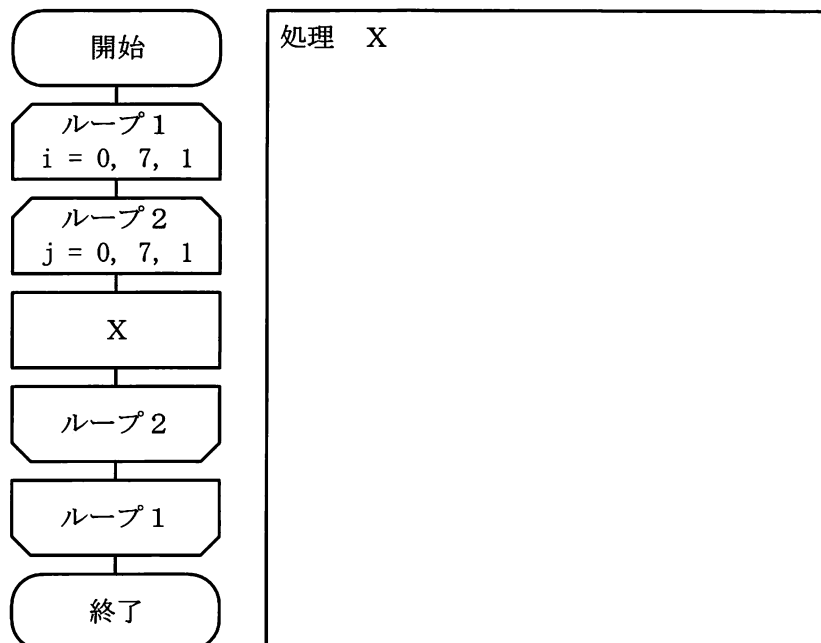 開始
ループ1
i = 0, 7, 1
ループ2
j = 0, 7, 1
X
ループ2
ループ1
終了
処理 X